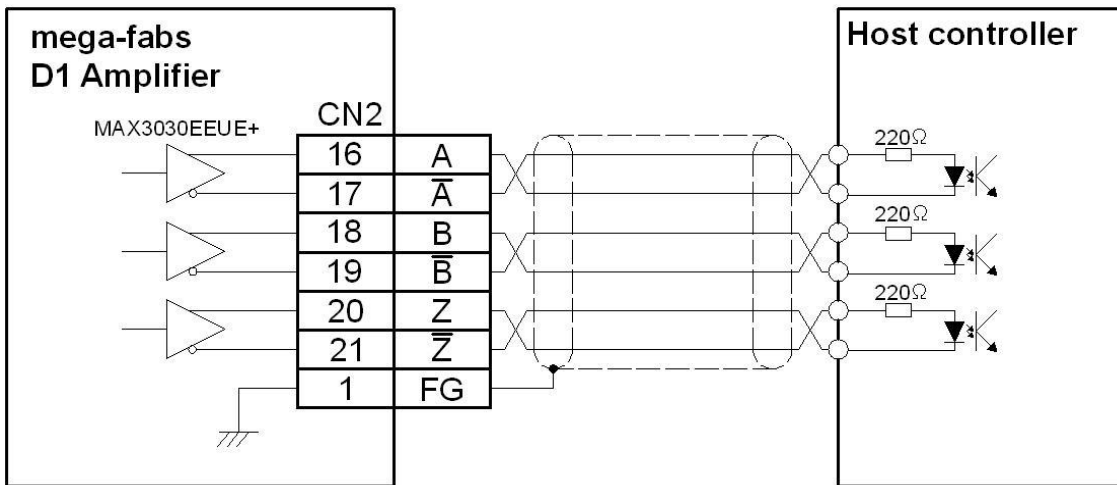 mega-fabs
D1 Amplifier
Host controller
MAX3030EEUE+
CN2
16 A
17 A̅
18 B
19 B̅
20 Z
21 Z̅
1 FG
220Ω
220Ω
220Ω